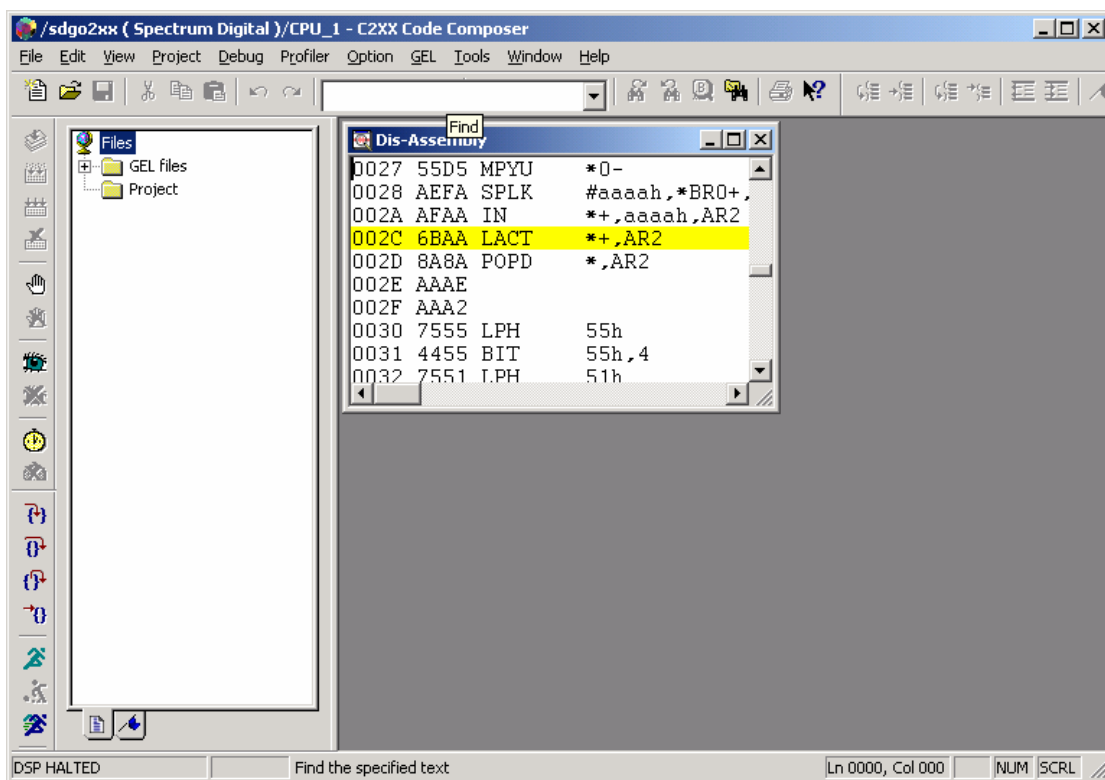 /sdgo2xx ( Spectrum Digital )/CPU_1 - C2XX Code Composer
File Edit View Project Debug Profiler Option GEL Tools Window Help
Find
Files
GEL files
Project
Dis-Assembly
0027 55D5 MPYU *0-
0028 AEFA SPLK #aaaah,*BR0+,
002A AFAA IN *+,aaaah,AR2
002C 6BAA LACT *+,AR2
002D 8A8A POPD *,AR2
002E AAAE
002F AAA2
0030 7555 LPH 55h
0031 4455 BIT 55h,4
0032 7551 LPH 51h
DSP HALTED Find the specified text Ln 0000, Col 000 NUM SCRL